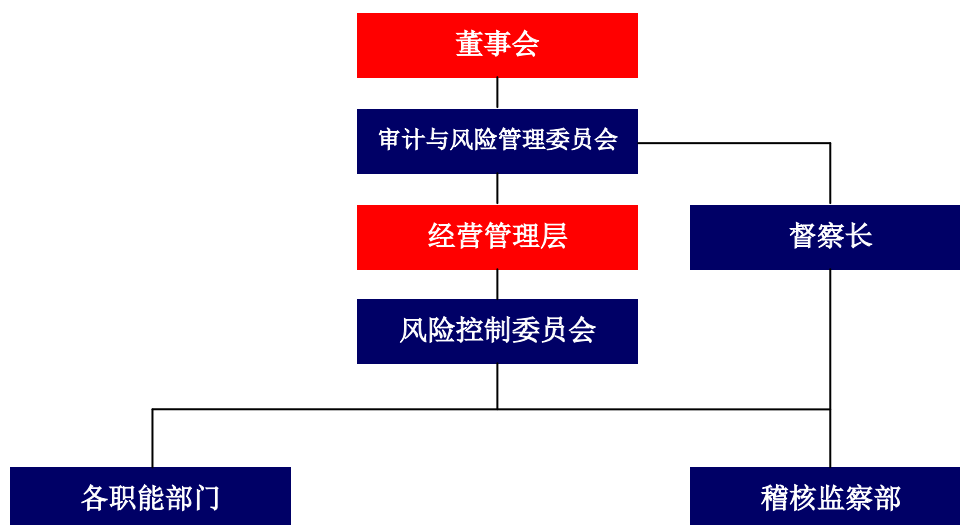 董事会
审计与风险管理委员会
经营管理层
督察长
风险控制委员会
各职能部门
稽核监察部